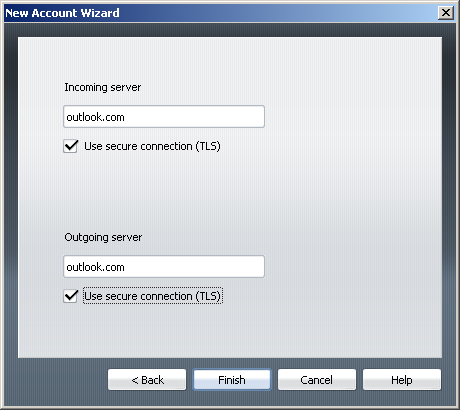 New Account Wizard
Incoming server
outlook.com
Use secure connection (TLS)
Outgoing server
outlook.com
Use secure connection (TLS)
< Back Finish Cancel Help